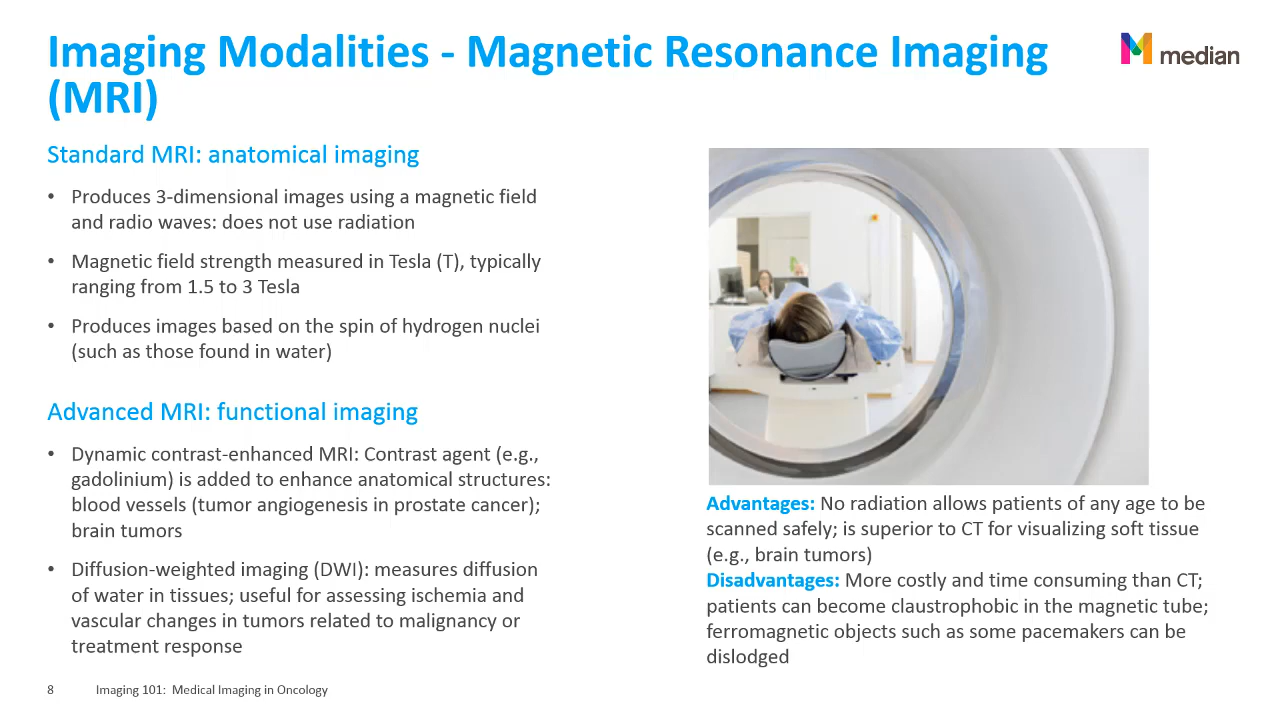 Imaging Modalities - Magnetic Resonance Imaging
(MRI)
median
Standard MRI: anatomical imaging
• Produces 3-dimensional images using a magnetic field
and radio waves: does not use radiation
• Magnetic field strength measured in Tesla (T), typically
ranging from 1.5 to 3 Tesla
• Produces images based on the spin of hydrogen nuclei
(such as those found in water)
Advanced MRI: functional imaging
• Dynamic contrast-enhanced MRI: Contrast agent (e.g.,
gadolinium) is added to enhance anatomical structures:
blood vessels (tumor angiogenesis in prostate cancer);
brain tumors
• Diffusion-weighted imaging (DWI): measures diffusion
of water in tissues; useful for assessing ischemia and
vascular changes in tumors related to malignancy or
treatment response
Advantages: No radiation allows patients of any age to be
scanned safely; is superior to CT for visualizing soft tissue
(e.g., brain tumors)
Disadvantages: More costly and time consuming than CT;
patients can become claustrophobic in the magnetic tube;
ferromagnetic objects such as some pacemakers can be
dislodged
8 Imaging 101: Medical Imaging in Oncology